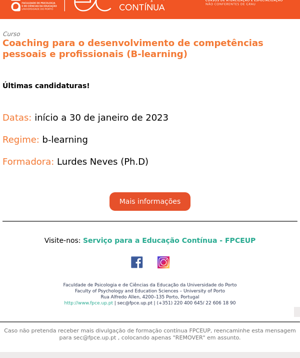 CONTÍNUA
NÃO CONFERENTES DE GRAU
Curso
Coaching para o desenvolvimento de competências
pessoais e profissionais (B-learning)
Últimas candidaturas!
Datas: início a 30 de janeiro de 2023
Regime: b-learning
Formadora: Lurdes Neves (Ph.D)
Mais informações
Visite-nos: Serviço para a Educação Contínua - FPCEUP
Faculdade de Psicologia e de Ciências da Educação da Universidade do Porto
Faculty of Psychology and Education Sciences - University of Porto
Rua Alfredo Allen, 4200-135 Porto, Portugal
http://www.fpce.up.pt | sec@fpce.up.pt | (+351) 220 400 645/ 22 606 18 90
Caso não pretenda receber mais divulgação de formação contínua FPCEUP, reencaminhe esta mensagem
para sec@fpce.up.pt , colocando apenas "REMOVER" em assunto.